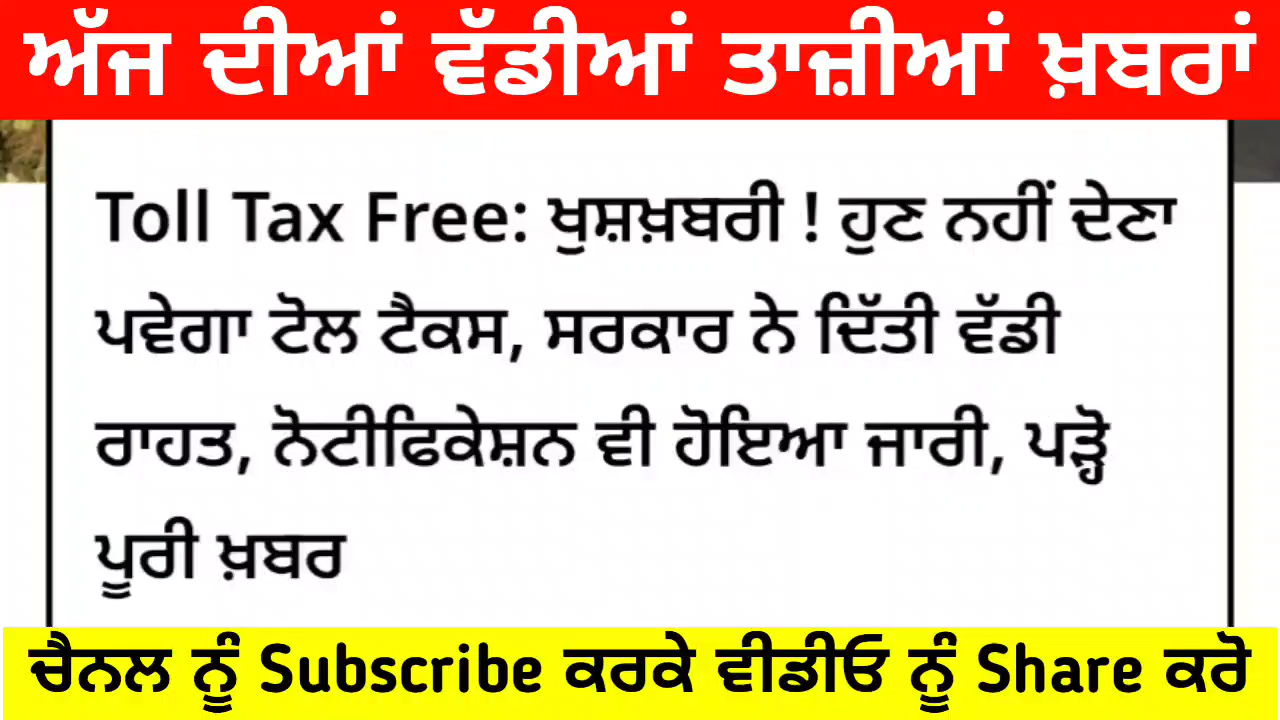 ਅੱਜ ਦੀਆਂ ਵੱਡੀਆਂ ਤਾਜ਼ੀਆਂ ਖ਼ਬਰਾਂ
Toll Tax Free: ਖੁਸ਼ਖ਼ਬਰੀ ! ਹੁਣ ਨਹੀਂ ਦੇਣਾ
ਪਵੇਗਾ ਟੋਲ ਟੈਕਸ, ਸਰਕਾਰ ਨੇ ਦਿੱਤੀ ਵੱਡੀ
ਰਾਹਤ, ਨੋਟੀਫਿਕੇਸ਼ਨ ਵੀ ਹੋਇਆ ਜਾਰੀ, ਪੜ੍ਹੋ
ਪੂਰੀ ਖ਼ਬਰ
ਚੈਨਲ ਨੂੰ Subscribe ਕਰਕੇ ਵੀਡੀਓ ਨੂੰ Share ਕਰੋ